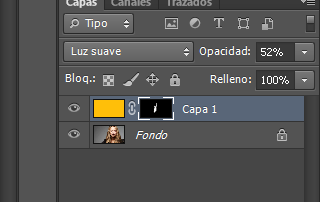 Capas Canales Trazados
Tipo
Luz suave Opacidad: 52%
Bloq.: Relleno: 100%
Capa 1
Fondo